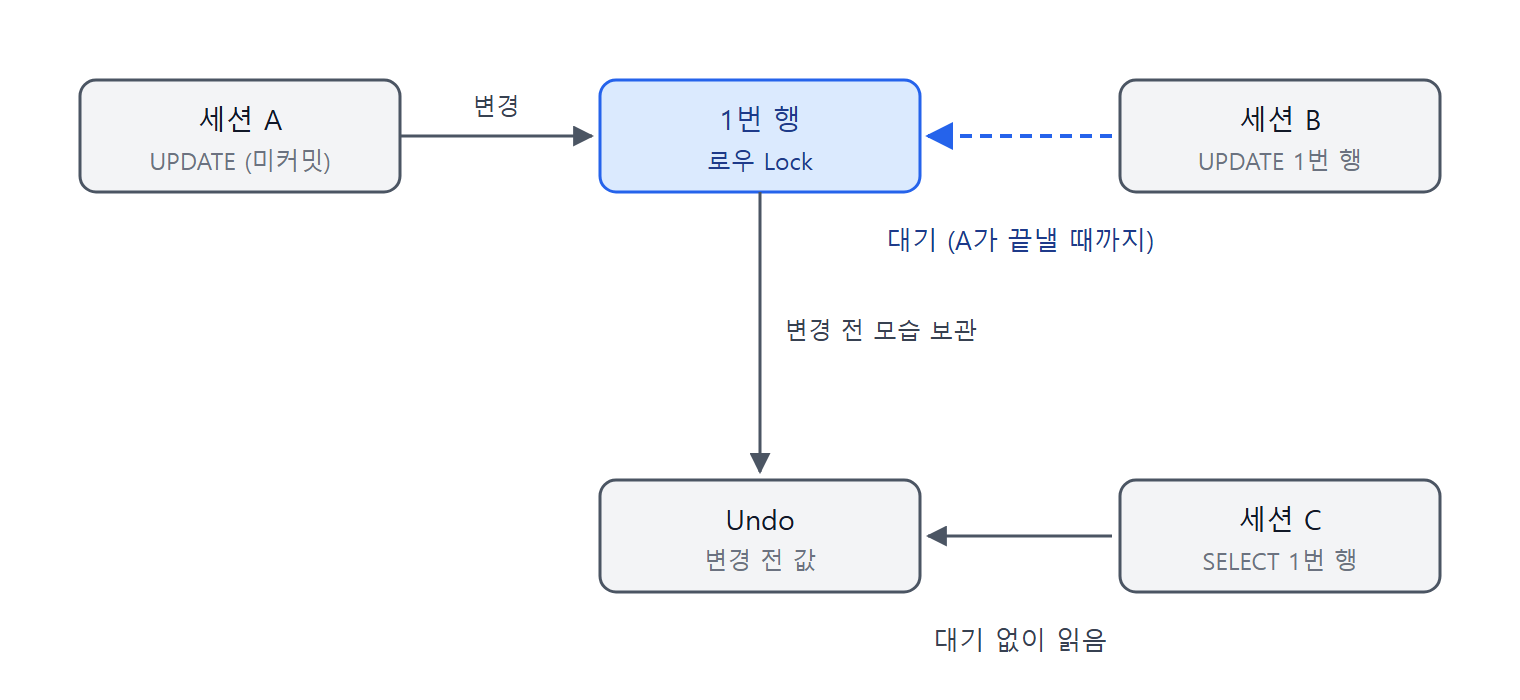 세션 A
UPDATE (미커밋)
변경
1번 행
로우 Lock
세션 B
UPDATE 1번 행
대기 (A가 끝낼 때까지)
변경 전 모습 보관
Undo
변경 전 값
세션 C
SELECT 1번 행
대기 없이 읽음